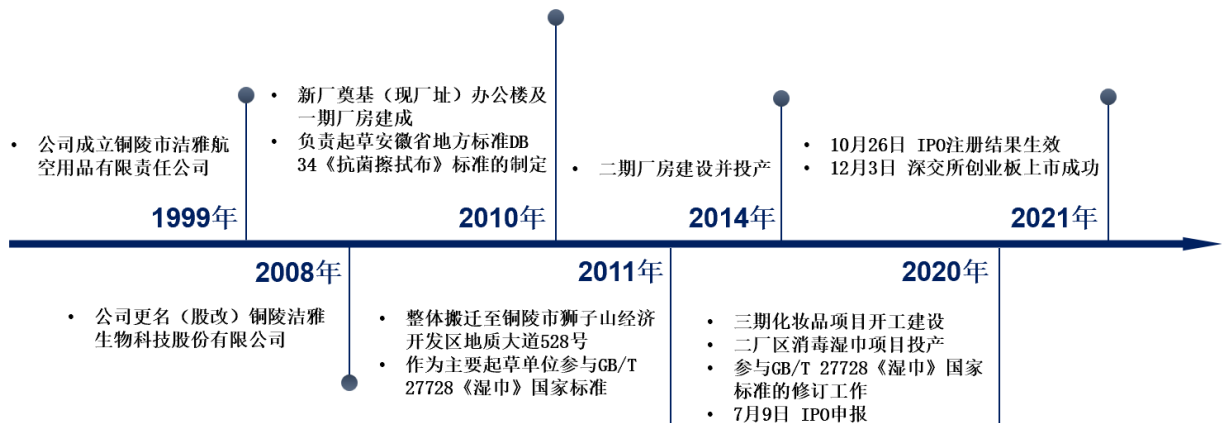 • 公司成立铜陵市洁雅航
空用品有限责任公司
1999年
• 公司更名（股改）铜陵洁雅
生物科技股份有限公司
2008年
• 新厂奠基（现厂址）办公楼及
一期厂房建成
• 负责起草安徽省地方标准DB
34《抗菌擦拭布》标准的制定
2010年
2011年
• 整体搬迁至铜陵市狮子山经济
开发区地质大道528号
• 作为主要起草单位参与GB/T
27728《湿巾》国家标准
• 二期厂房建设并投产
2014年
2020年
• 三期化妆品项目开工建设
• 二厂区消毒湿巾项目投产
• 参与GB/T 27728《湿巾》国家
标准的修订工作
• 7月9日 IPO申报
• 10月26日 IPO注册结果生效
• 12月3日 深交所创业板上市成功
2021年